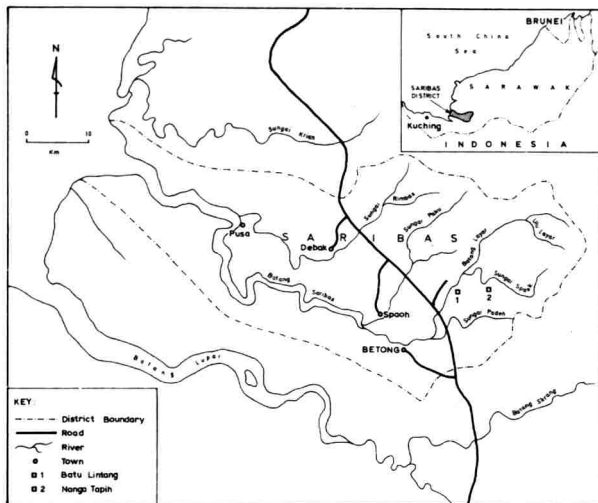 N
0 10
Km
South China
Sea
BRUNEI
SARAWAK
SARIBAS
DISTRICT
Kuching
INDONESIA
Sungai Krian
Pusa
SARIBAS
Debak
Sungai Rimbas
Sungai Paku
Batang Layar
Ulu Layar
Sungai Spak
1
2
Batang
Saribas
Spaoh
Sungai Padeh
BETONG
Batang Lupar
Batang Skrang
KEY:
District Boundary
Road
River
Town
1 Batu Lintang
2 Nanga Tapih